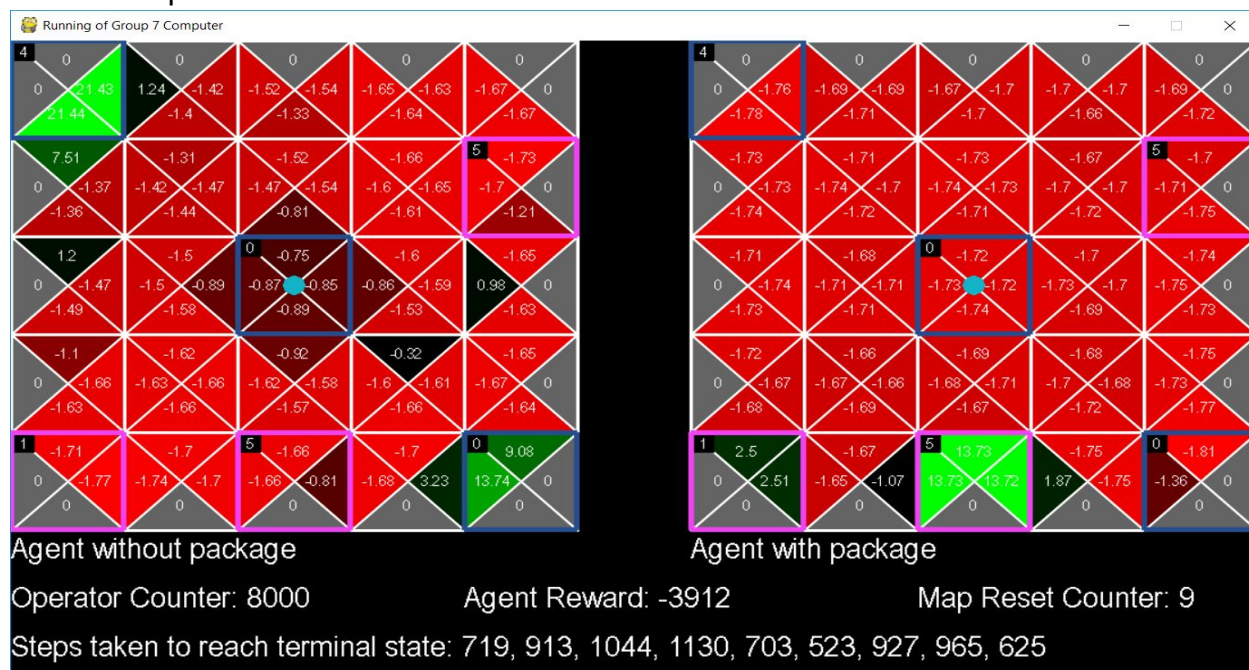 Running of Group 7 Computer
4 0 0 0 0 0 4 0 0 0 0 0
0 21.43 1.24 -1.42 -1.52 -1.54 -1.65 -1.63 -1.67 0 0 -1.76 -1.69 -1.69 -1.67 -1.7 -1.7 -1.7 -1.69 0
21.44 -1.4 -1.33 -1.64 -1.67 -1.78 -1.71 -1.7 -1.66 -1.72
7.51 -1.31 -1.52 -1.66 5 -1.73 -1.73 -1.71 -1.73 -1.67 5 -1.7
0 -1.37 -1.42 -1.47 -1.47 -1.54 -1.6 -1.65 -1.7 0 0 -1.73 -1.74 -1.7 -1.74 -1.73 -1.7 -1.7 -1.71 0
-1.36 -1.44 -0.81 -1.61 -1.21 -1.74 -1.72 -1.71 -1.72 -1.75
1.2 -1.5 0 -0.75 -1.6 -1.65 -1.71 -1.68 0 -1.72 -1.7 -1.74
0 -1.47 -1.5 -0.89 -0.87 -0.85 -0.86 -1.59 0.98 0 0 -1.74 -1.71 -1.71 -1.73 -1.72 -1.73 -1.7 -1.75 0
-1.49 -1.58 -0.89 -1.53 -1.63 -1.73 -1.71 -1.74 -1.69 -1.73
-1.1 -1.62 -0.92 -0.32 -1.65 -1.72 -1.66 -1.69 -1.68 -1.75
0 -1.66 -1.63 -1.66 -1.62 -1.58 -1.6 -1.61 -1.67 0 0 -1.67 -1.67 -1.66 -1.68 -1.71 -1.7 -1.68 -1.73 0
-1.63 -1.66 -1.57 -1.66 -1.64 -1.68 -1.69 -1.67 -1.72 -1.77
1 -1.71 -1.7 5 -1.66 -1.7 0 9.08 1 2.5 -1.67 5 13.73 -1.75 0 -1.81
0 -1.77 -1.74 -1.7 -1.66 -0.81 -1.68 3.23 13.74 0 0 2.51 -1.65 -1.07 13.73 13.72 1.87 -1.75 -1.36 0
0 0 0 0 0 0 0 0 0 0
Agent without package Agent with package
Operator Counter: 8000 Agent Reward: -3912 Map Reset Counter: 9
Steps taken to reach terminal state: 719, 913, 1044, 1130, 703, 523, 927, 965, 625